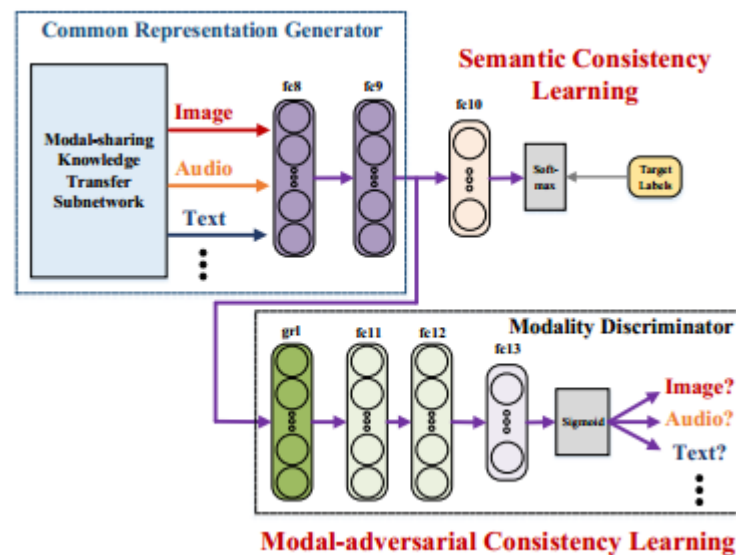 Common Representation Generator
Modal-sharing
Knowledge
Transfer
Subnetwork
Image
Audio
Text
fc8
fc9
Semantic Consistency
Learning
fc10
Soft-
max
Target
Labels
Modality Discriminator
grl
fc11
fc12
fc13
Sigmoid
Image?
Audio?
Text?
Modal-adversarial Consistency Learning